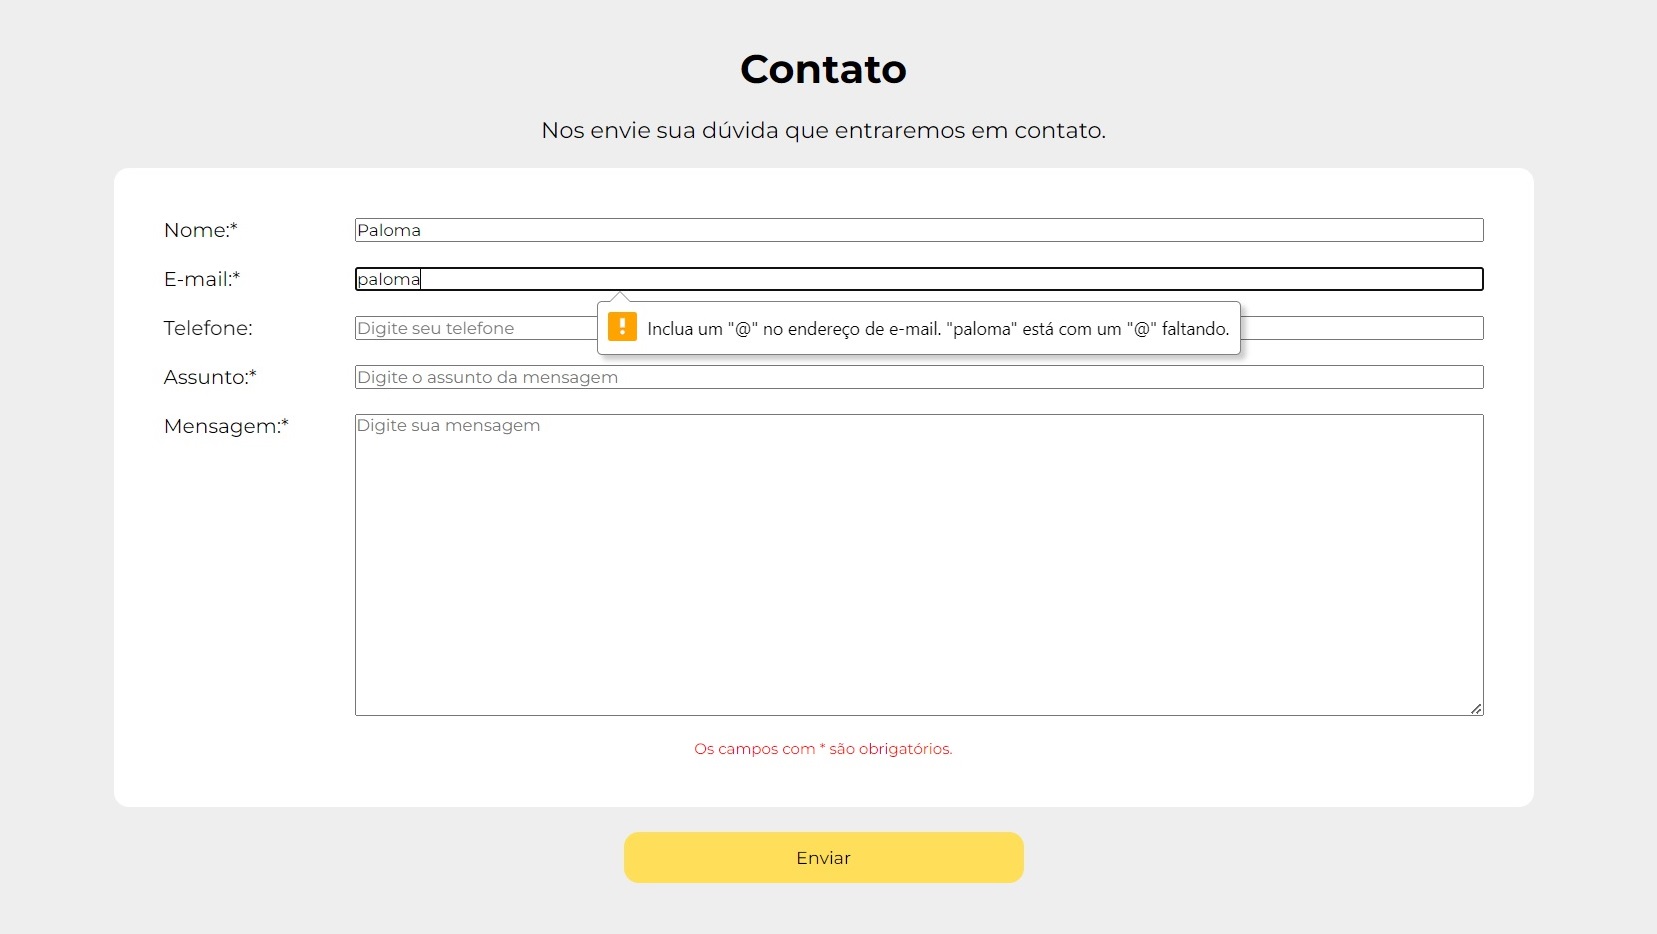 Contato
Nos envie sua dúvida que entraremos em contato.
Nome:* Paloma
E-mail:* paloma
Telefone: Digite seu telefone
Inclua um "@" no endereço de e-mail. "paloma" está com um "@" faltando.
Assunto:* Digite o assunto da mensagem
Mensagem:* Digite sua mensagem
Os campos com * são obrigatórios.
Enviar